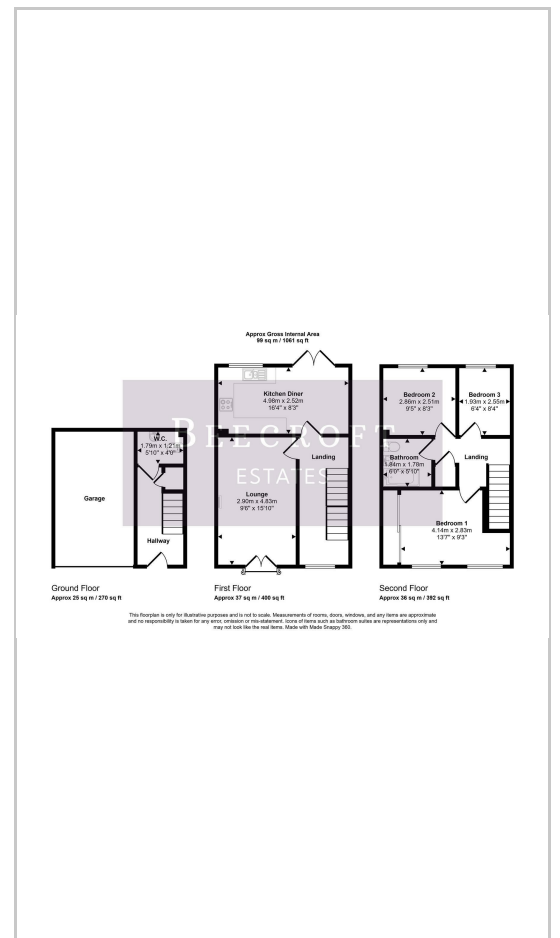 Approx Gross Internal Area
99 sq m / 1061 sq ft
Kitchen Diner
4.98m x 2.52m
16'4" x 8'3"
Bedroom 2
2.86m x 2.51m
9'5" x 8'3"
Bedroom 3
1.93m x 2.55m
6'4" x 8'4"
BEECROFT
ESTATES
W.C.
1.79m x 1.21m
5'10" x 4'0"
Garage
Hallway
Landing
Lounge
2.90m x 4.83m
9'6" x 15'10"
Bathroom
1.84m x 1.78m
6'0" x 5'10"
Landing
Bedroom 1
4.14m x 2.83m
13'7" x 9'3"
Ground Floor
Approx 25 sq m / 270 sq ft
First Floor
Approx 37 sq m / 400 sq ft
Second Floor
Approx 36 sq m / 392 sq ft
This floorplan is only for illustrative purposes and is not to scale. Measurements of rooms, doors, windows, and any items are approximate
and no responsibility is taken for any error, omission or mis-statement. Icons of items such as bathroom suites are representations only and
may not look like the real items. Made with Made Snappy 360.